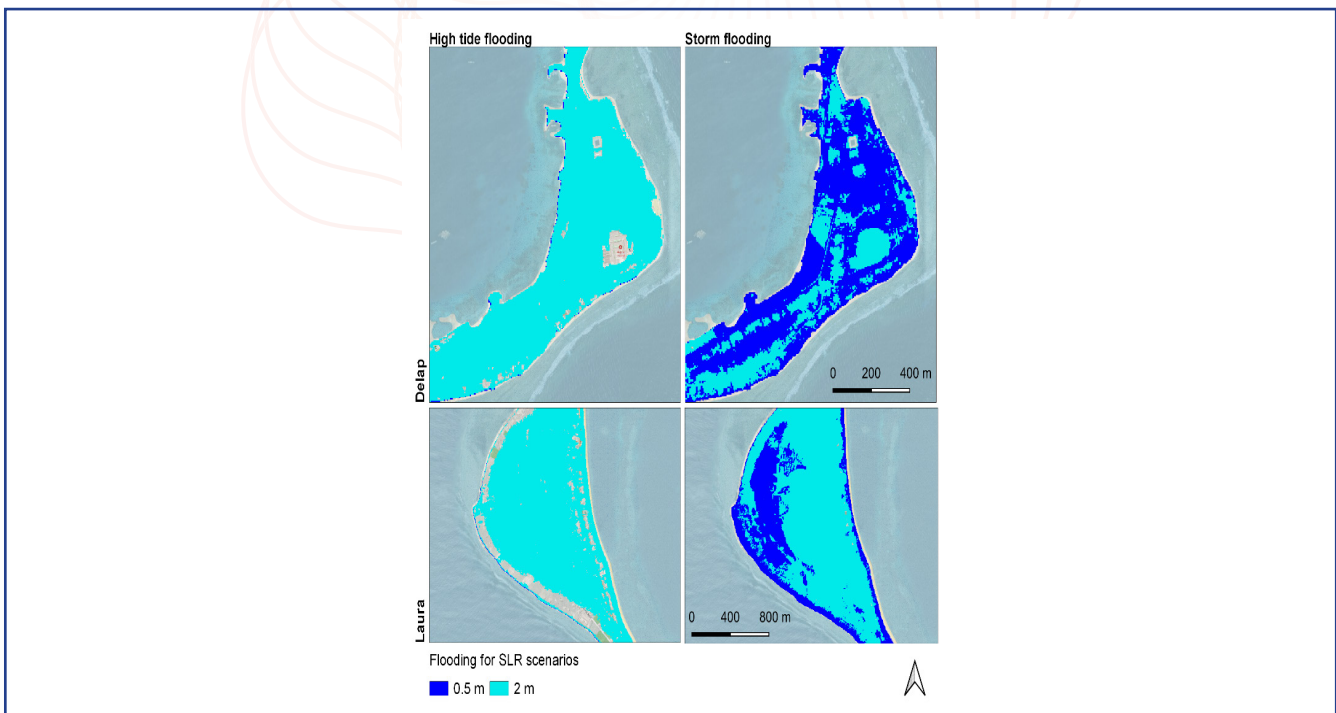 High tide flooding
Storm flooding
Delap
0 200 400 m
Laura
0 400 800 m
Flooding for SLR scenarios
0.5 m 2 m